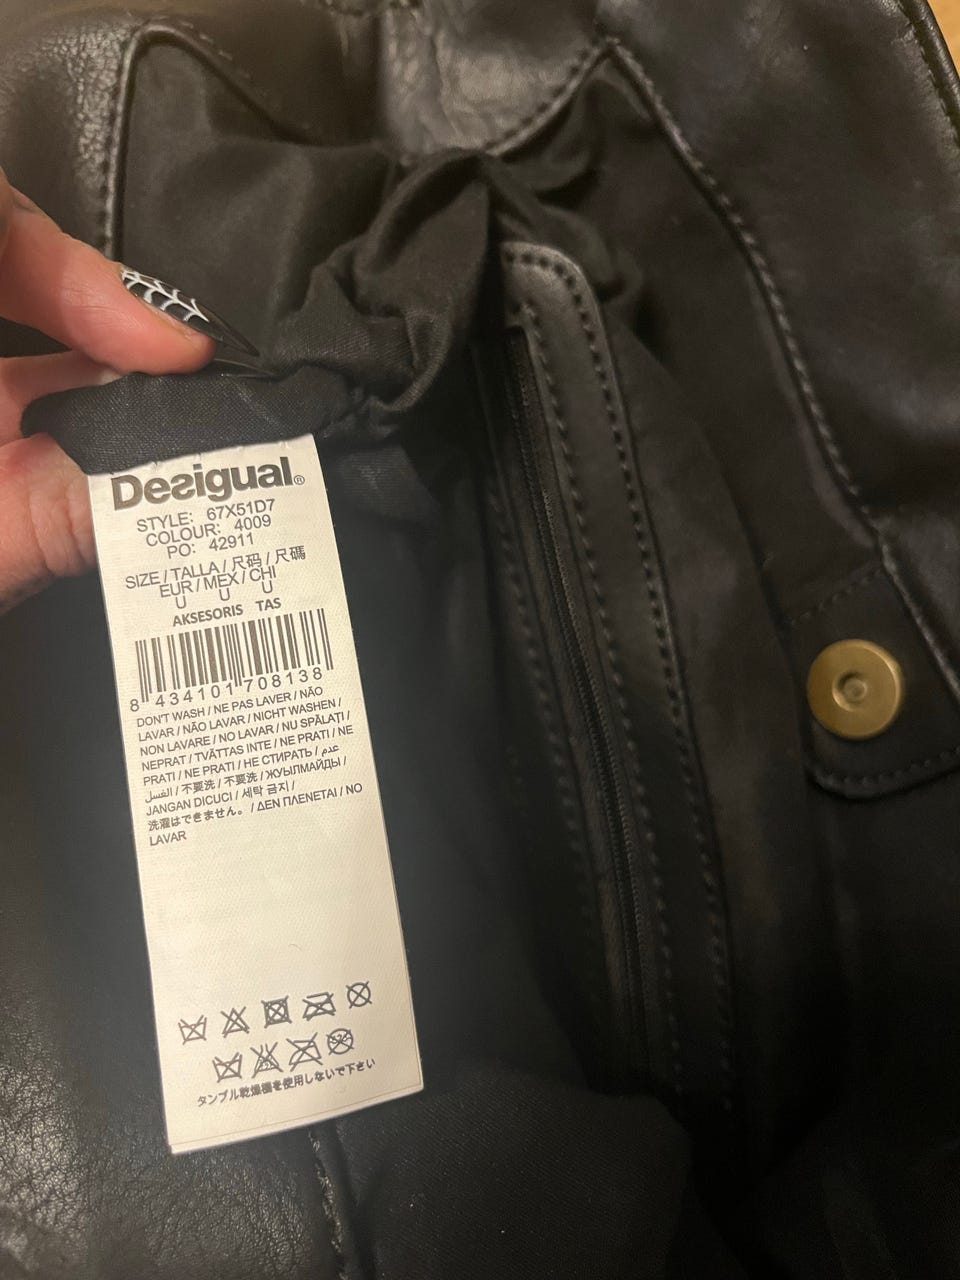 Desigual®
STYLE: 67X51D7
COLOUR: 4009
PO: 42911
SIZE / TALLA / 尺码 / 尺碼
EUR / MEX / CHI
U U U
AKSESORIS TAS
8 434101 708138
DON'T WASH / NE PAS LAVER / NÃO
LAVAR / NÃO LAVAR / NICHT WASHEN /
NON LAVARE / NO LAVAR / NU SPĂLAȚI /
NEPRAT / TVÄTTAS INTE / NE PRATI / NE
PRATI / NE PRATI / НЕ СТИРАТЬ / عدم
الغسل / 不要洗 / 不要洗 / ЖУЫЛМАЙДЫ /
JANGAN DICUCI / 세탁 금지 /
洗濯はできません。 / ΔΕΝ ΠΛΕΝΕΤΑΙ / NO
LAVAR
タンブル乾燥機を使用しないで下さい